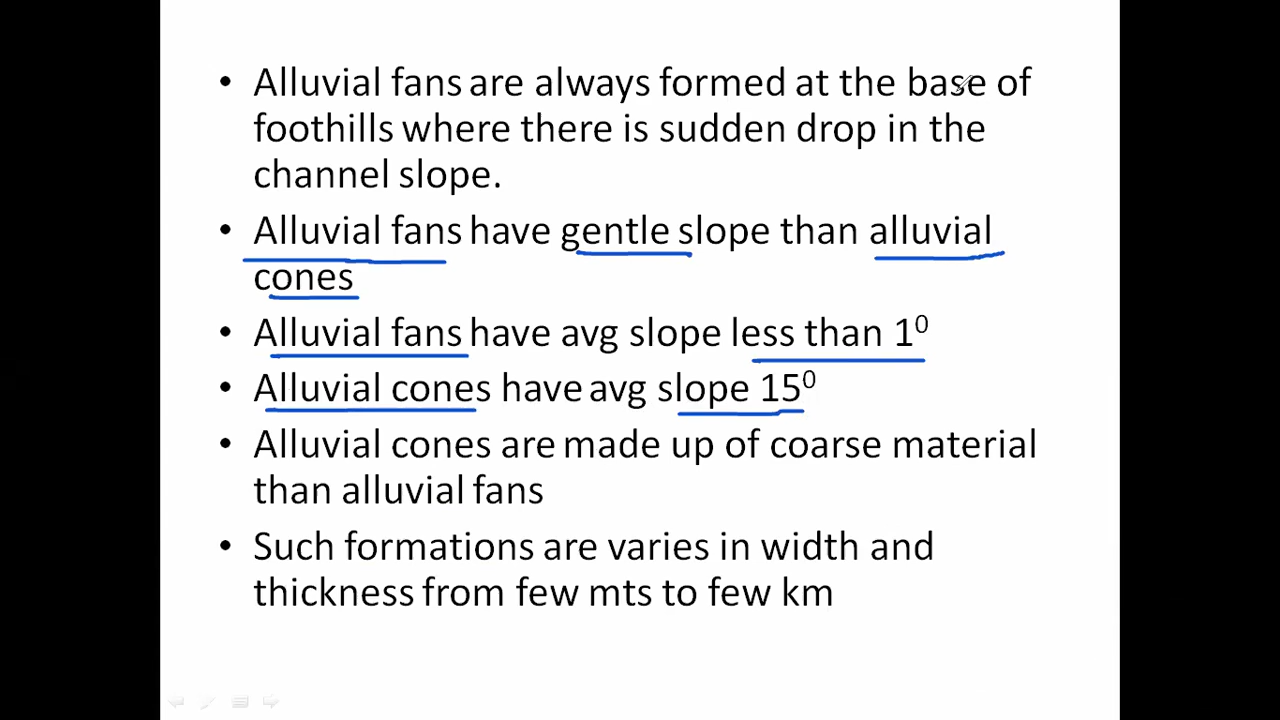 • Alluvial fans are always formed at the base of
foothills where there is sudden drop in the
channel slope.
• Alluvial fans have gentle slope than alluvial
cones
• Alluvial fans have avg slope less than 1⁰
• Alluvial cones have avg slope 15⁰
• Alluvial cones are made up of coarse material
than alluvial fans
• Such formations are varies in width and
thickness from few mts to few km